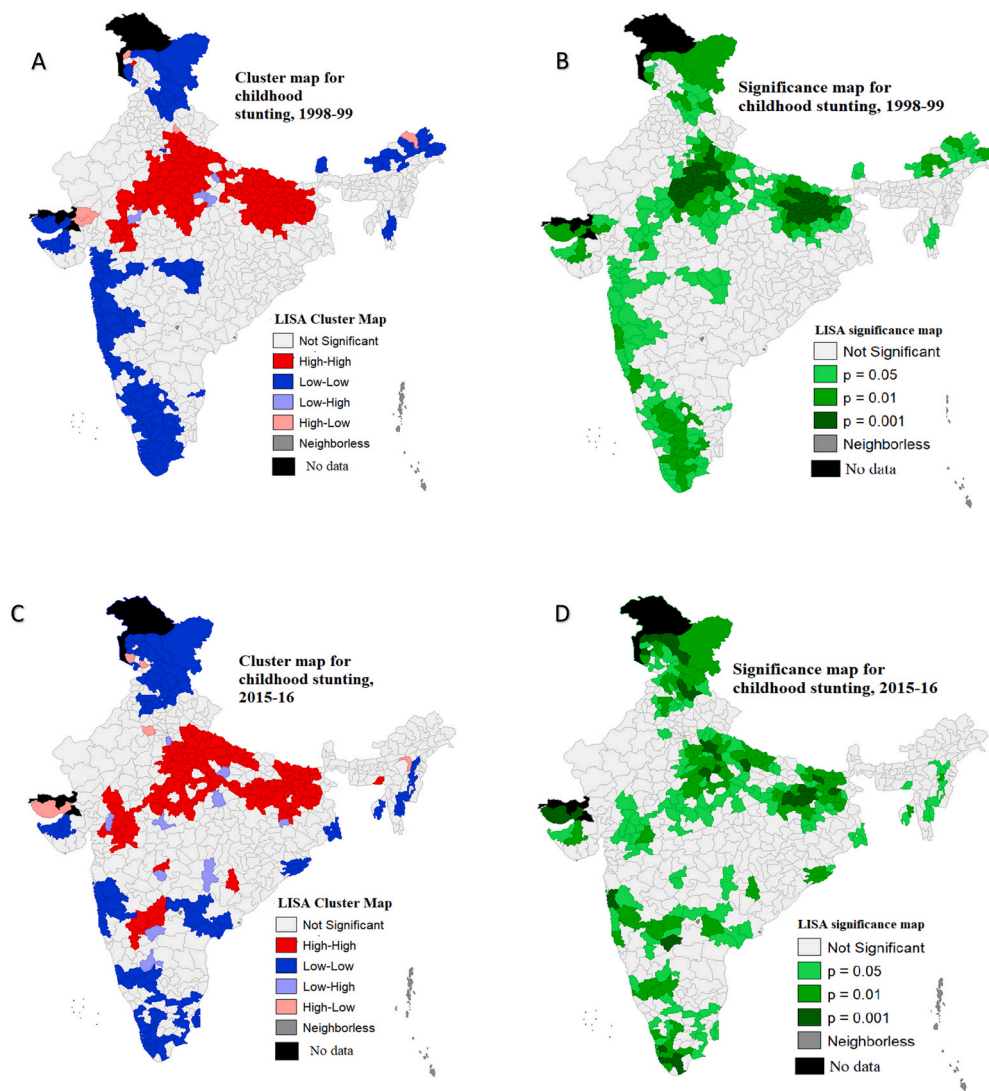 A
Cluster map for
childhood
stunting, 1998-99
LISA Cluster Map
Not Significant
High-High
Low-Low
Low-High
High-Low
Neighborless
No data
B
Significance map for
childhood stunting, 1998-99
LISA significance map
Not Significant
p = 0.05
p = 0.01
p = 0.001
Neighborless
No data
C
Cluster map for
childhood stunting,
2015-16
LISA Cluster Map
Not Significant
High-High
Low-Low
Low-High
High-Low
Neighborless
No data
D
Significance map for
childhood stunting, 2015-16
LISA significance map
Not Significant
p = 0.05
p = 0.01
p = 0.001
Neighborless
No data